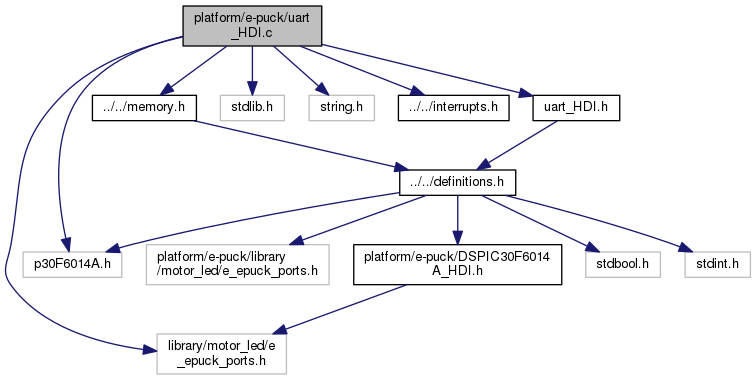 platform/e-puck/uart
_HDI.c
../../memory.h
stdlib.h
string.h
../../interrupts.h
uart_HDI.h
../../definitions.h
p30F6014A.h
platform/e-puck/library
/motor_led/e_epuck_ports.h
platform/e-puck/DSPIC30F6014
A_HDI.h
stdbool.h
stdint.h
library/motor_led/e
_epuck_ports.h